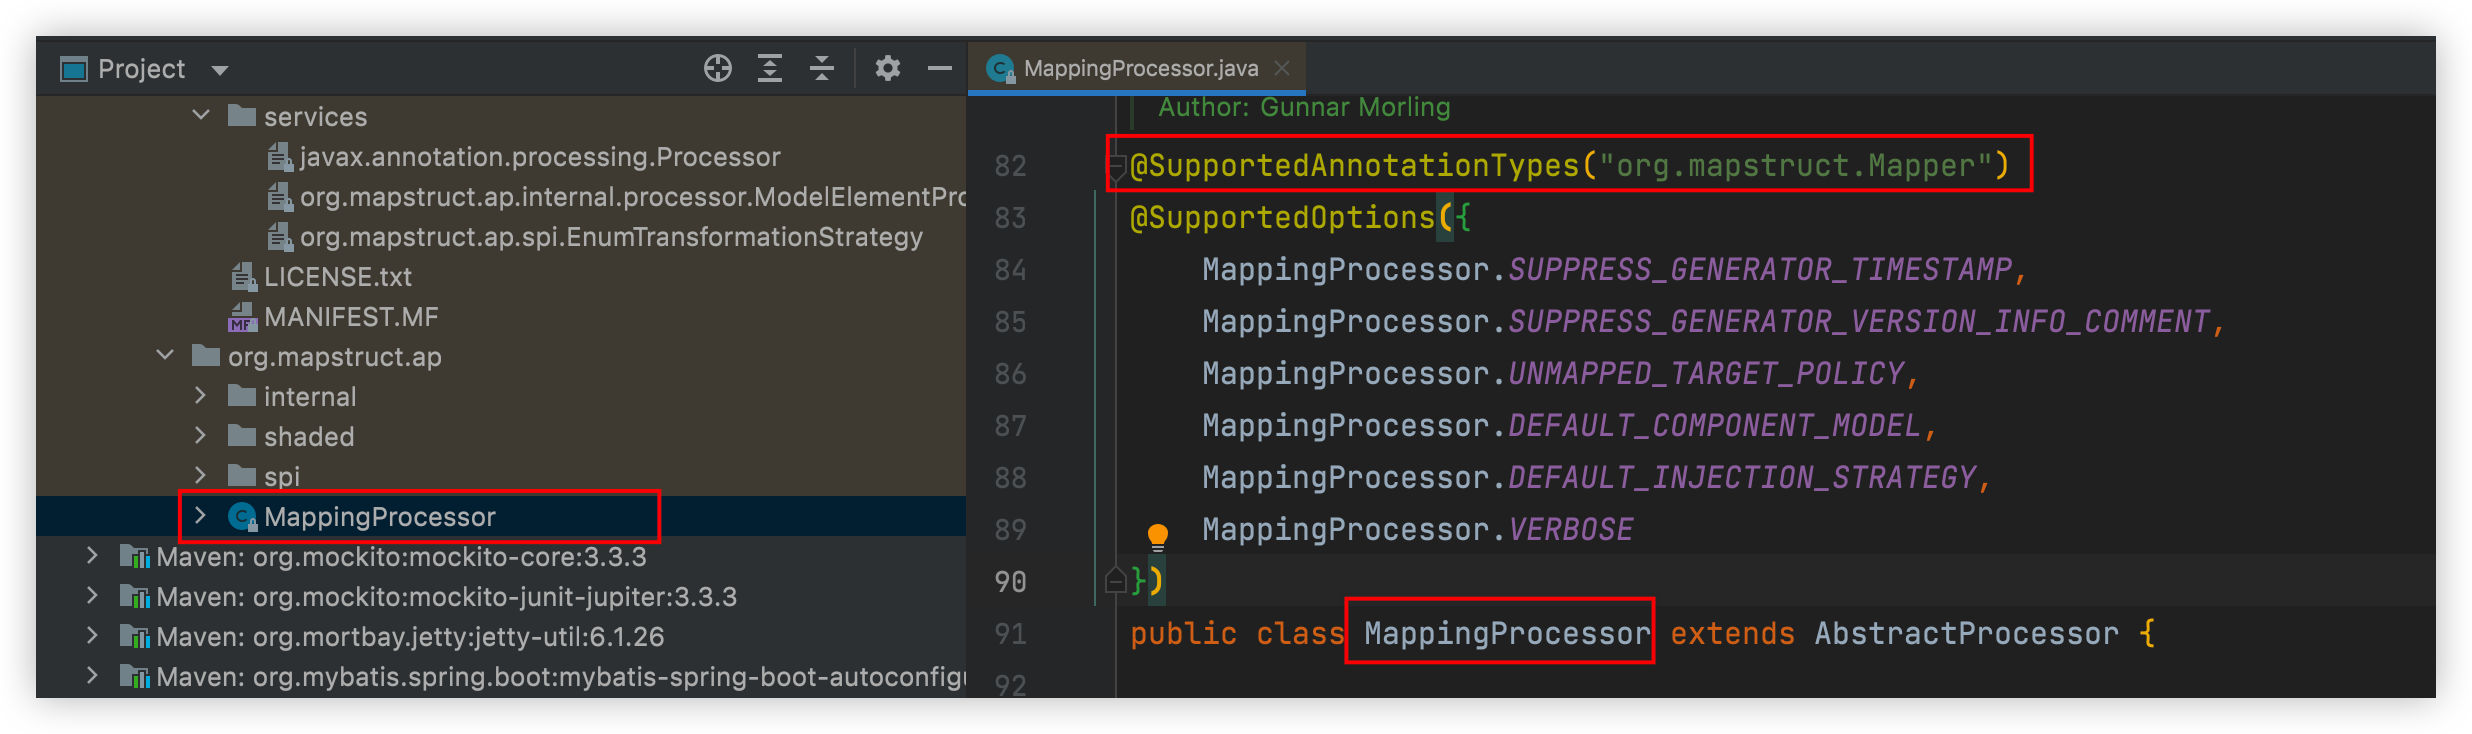 Project
services
javax.annotation.processing.Processor
org.mapstruct.ap.internal.processor.ModelElementPro
org.mapstruct.ap.spi.EnumTransformationStrategy
LICENSE.txt
MANIFEST.MF
org.mapstruct.ap
internal
shaded
spi
MappingProcessor
Maven: org.mockito:mockito-core:3.3.3
Maven: org.mockito:mockito-junit-jupiter:3.3.3
Maven: org.mortbay.jetty:jetty-util:6.1.26
Maven: org.mybatis.spring.boot:mybatis-spring-boot-autoconfigu
MappingProcessor.java
Author: Gunnar Morling
82 @SupportedAnnotationTypes("org.mapstruct.Mapper")
83 @SupportedOptions({
84 MappingProcessor.SUPPRESS_GENERATOR_TIMESTAMP,
85 MappingProcessor.SUPPRESS_GENERATOR_VERSION_INFO_COMMENT,
86 MappingProcessor.UNMAPPED_TARGET_POLICY,
87 MappingProcessor.DEFAULT_COMPONENT_MODEL,
88 MappingProcessor.DEFAULT_INJECTION_STRATEGY,
89 MappingProcessor.VERBOSE
90 })
91 public class MappingProcessor extends AbstractProcessor {
92